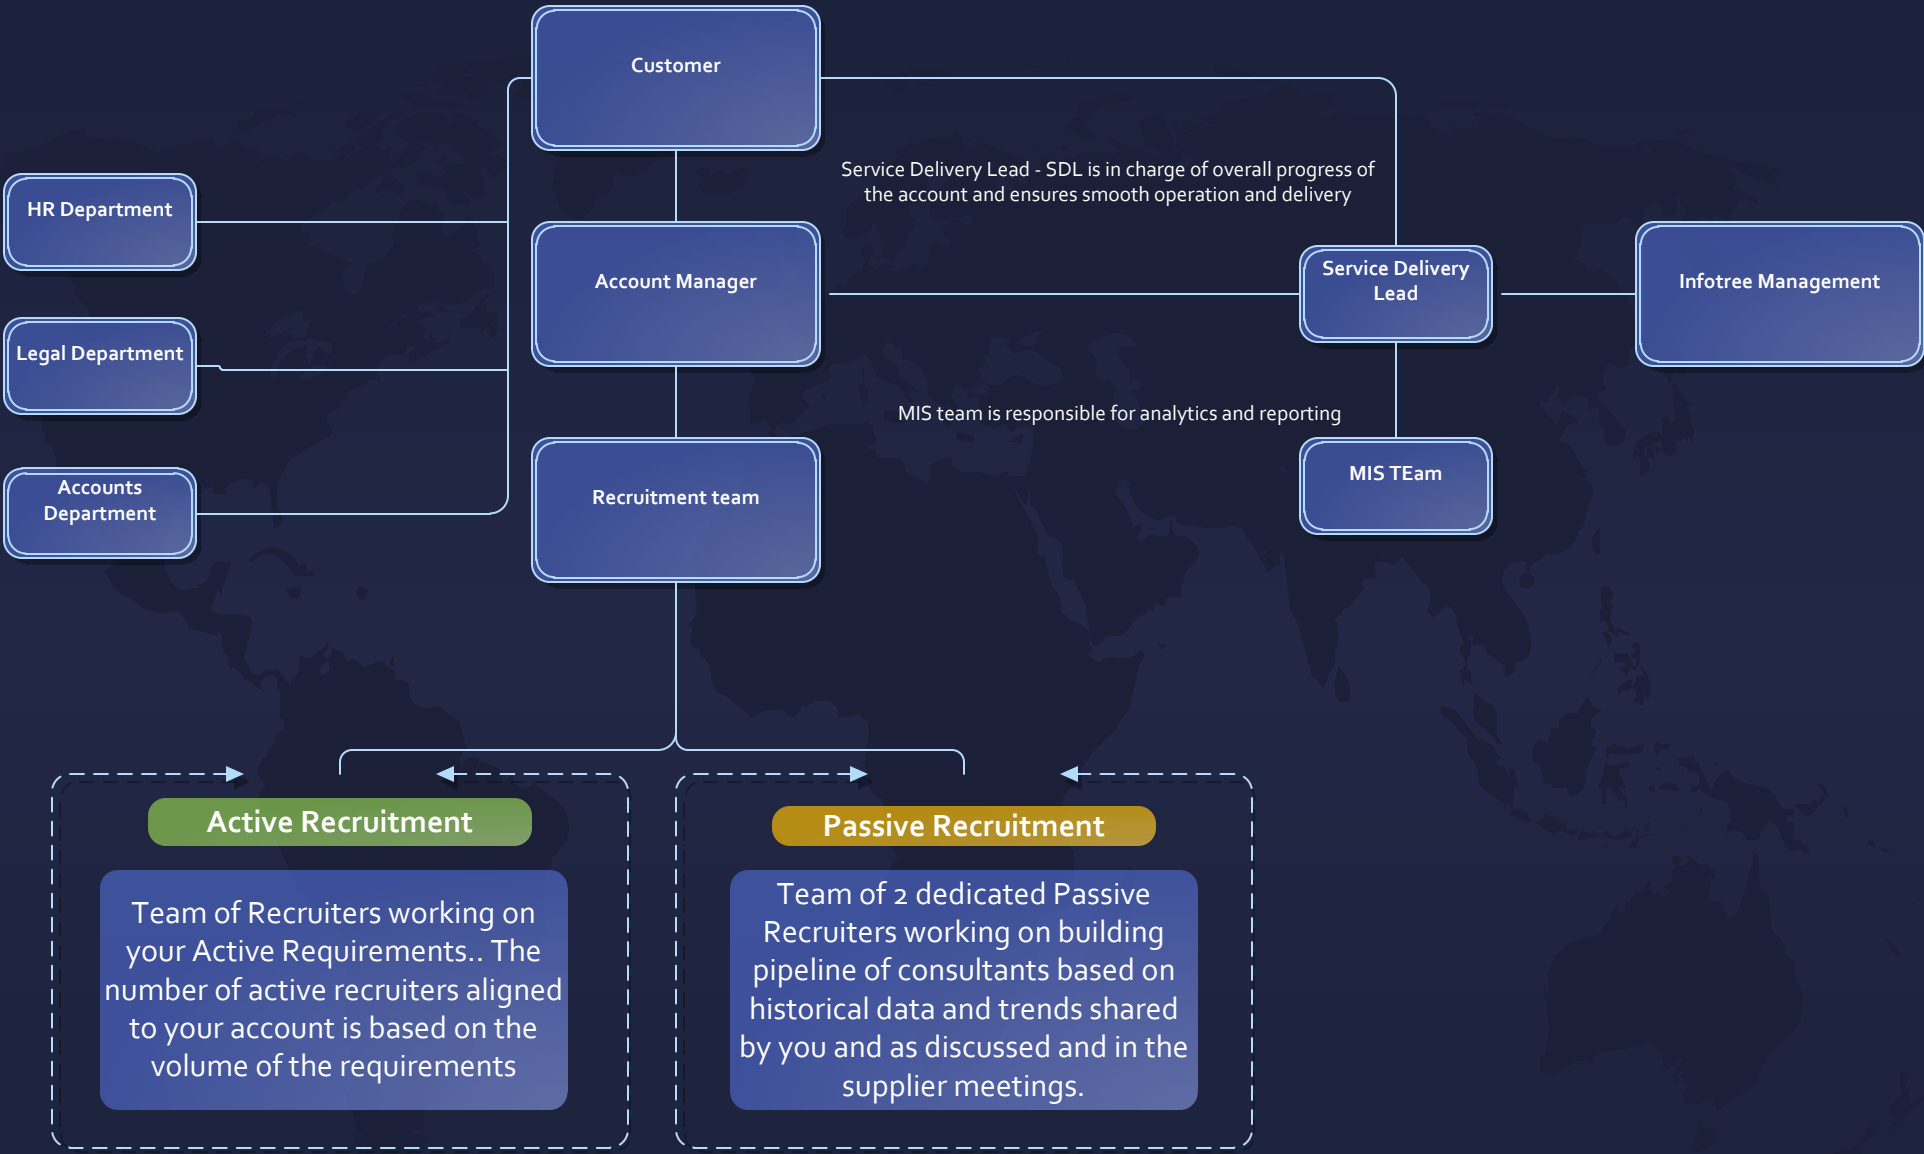 Customer
Service Delivery Lead - SDL is in charge of overall progress of
the account and ensures smooth operation and delivery
HR Department
Account Manager
Service Delivery
Lead
Infotree Management
Legal Department
MIS team is responsible for analytics and reporting
Accounts
Department
Recruitment team
MIS TEam
Active Recruitment
Team of Recruiters working on
your Active Requirements.. The
number of active recruiters aligned
to your account is based on the
volume of the requirements
Passive Recruitment
Team of 2 dedicated Passive
Recruiters working on building
pipeline of consultants based on
historical data and trends shared
by you and as discussed and in the
supplier meetings.